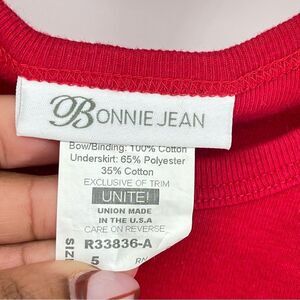 BONNIE JEAN
Bow/Binding: 100% Cotton
Underskirt: 65% Polyester
35% Cotton
EXCLUSIVE OF TRIM
UNITE!
UNION MADE
IN THE U.S.A
CARE ON REVERSE
R33836-A
SIZE
5 RN